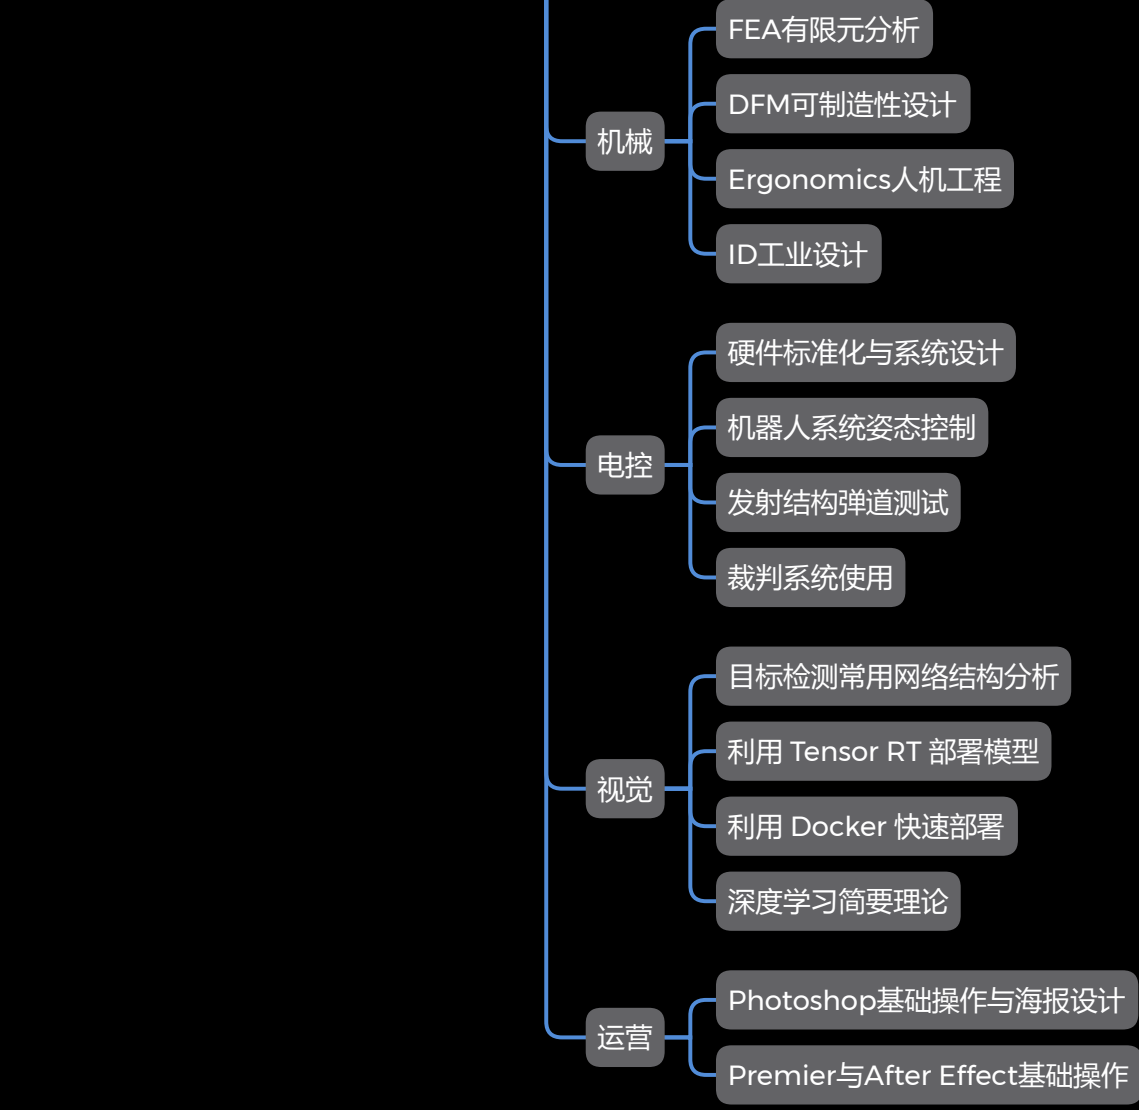 机械
FEA有限元分析
DFM可制造性设计
Ergonomics人机工程
ID工业设计
电控
硬件标准化与系统设计
机器人系统姿态控制
发射结构弹道测试
裁判系统使用
视觉
目标检测常用网络结构分析
利用 Tensor RT 部署模型
利用 Docker 快速部署
深度学习简要理论
运营
Photoshop基础操作与海报设计
Premier与After Effect基础操作